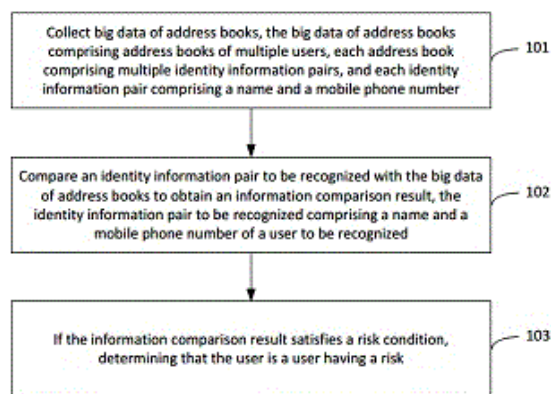 Collect big data of address books, the big data of address books
comprising address books of multiple users, each address book
comprising multiple identity information pairs, and each identity
information pair comprising a name and a mobile phone number
101
Compare an identity information pair to be recognized with the big data
of address books to obtain an information comparison result, the
identity information pair to be recognized comprising a name and a
mobile phone number of a user to be recognized
102
If the information comparison result satisfies a risk condition,
determining that the user is a user having a risk
103